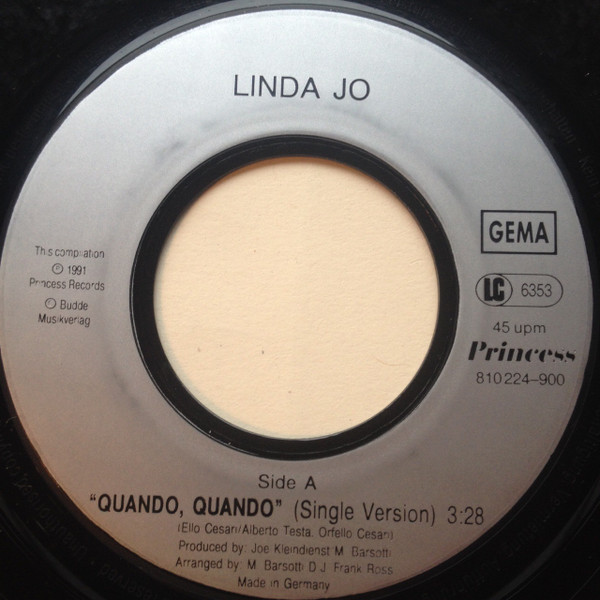 LINDA JO
GEMA
LC 6353
45 upm
Princess
810 224-900
This compilation
Ⓟ 1991
Princess Records
© Budde
Musikverlag
Side A
"QUANDO, QUANDO" (Single Version) 3:28
(Ello Cesari/Alberto Testa, Orfello Cesari)
Produced by: Joe Kleindienst M. Barsotti
Arranged by: M. Barsotti D.J. Frank Ross
Made in Germany